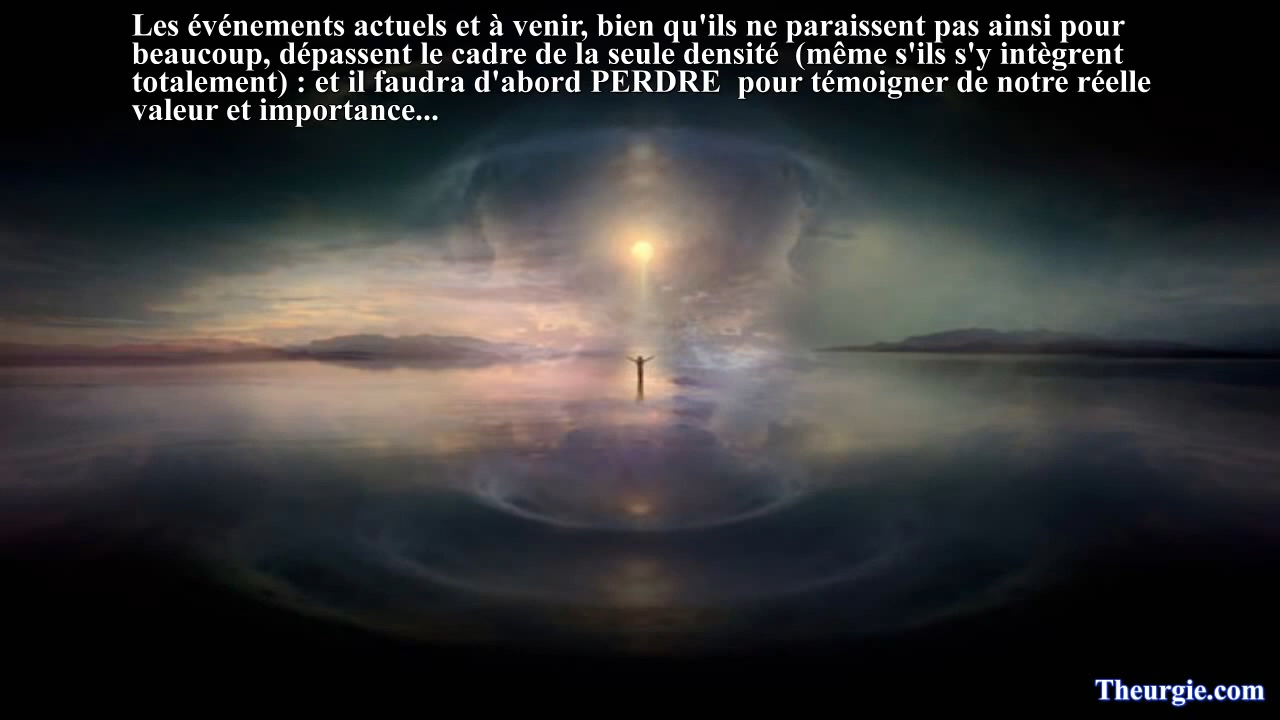 Les événements actuels et à venir, bien qu'ils ne paraissent pas ainsi pour
beaucoup, dépassent le cadre de la seule densité  (même s'ils s'y intègrent
totalement) : et il faudra d'abord PERDRE  pour témoigner de notre réelle
valeur et importance...
Theurgie.com